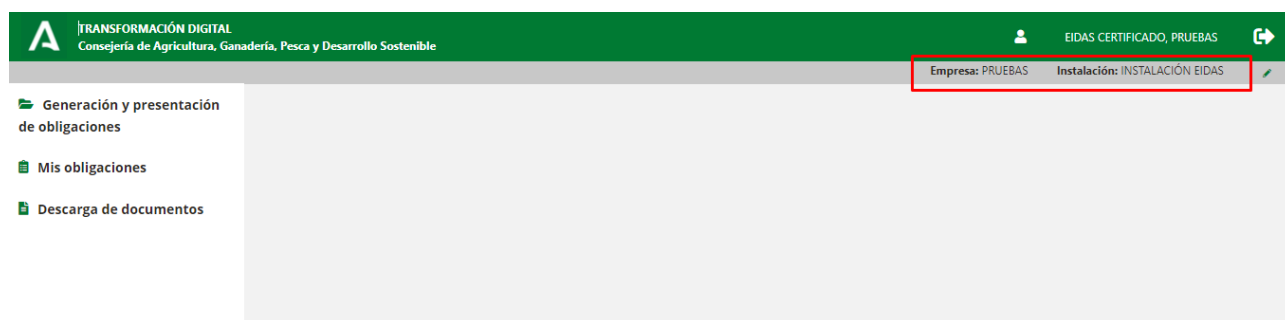 TRANSFORMACIÓN DIGITAL
Consejería de Agricultura, Ganadería, Pesca y Desarrollo Sostenible
EIDAS CERTIFICADO, PRUEBAS
Empresa: PRUEBAS Instalación: INSTALACIÓN EIDAS
Generación y presentación
de obligaciones
Mis obligaciones
Descarga de documentos